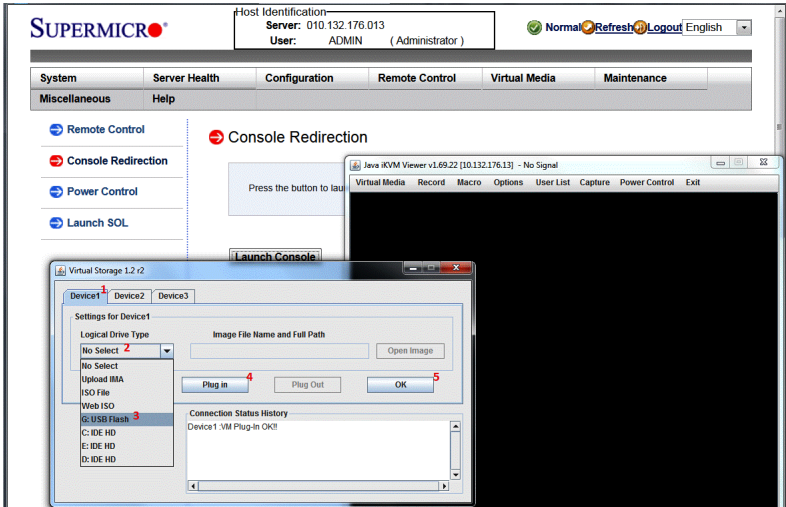 Host Identification
Server: 010.132.176.013
User: ADMIN ( Administrator )
SUPERMICRO
Normal Refresh Logout English
System Server Health Configuration Remote Control Virtual Media Maintenance
Miscellaneous Help
Remote Control
Console Redirection
Power Control
Launch SOL
Console Redirection
Press the button to lau
Launch Console
Java iKVM Viewer v1.69.22 [10.132.176.13] - No Signal
Virtual Media Record Macro Options User List Capture Power Control Exit
Virtual Storage 1.2 r2
Device1 1 Device2 Device3
Settings for Device1
Logical Drive Type Image File Name and Full Path
No Select 2 Open Image
No Select
Upload IMA
ISO File
Web ISO
G: USB Flash 3
C: IDE HD
E: IDE HD
D: IDE HD
Plug in 4 Plug Out OK 5
Connection Status History
Device1 :VM Plug-In OK!!